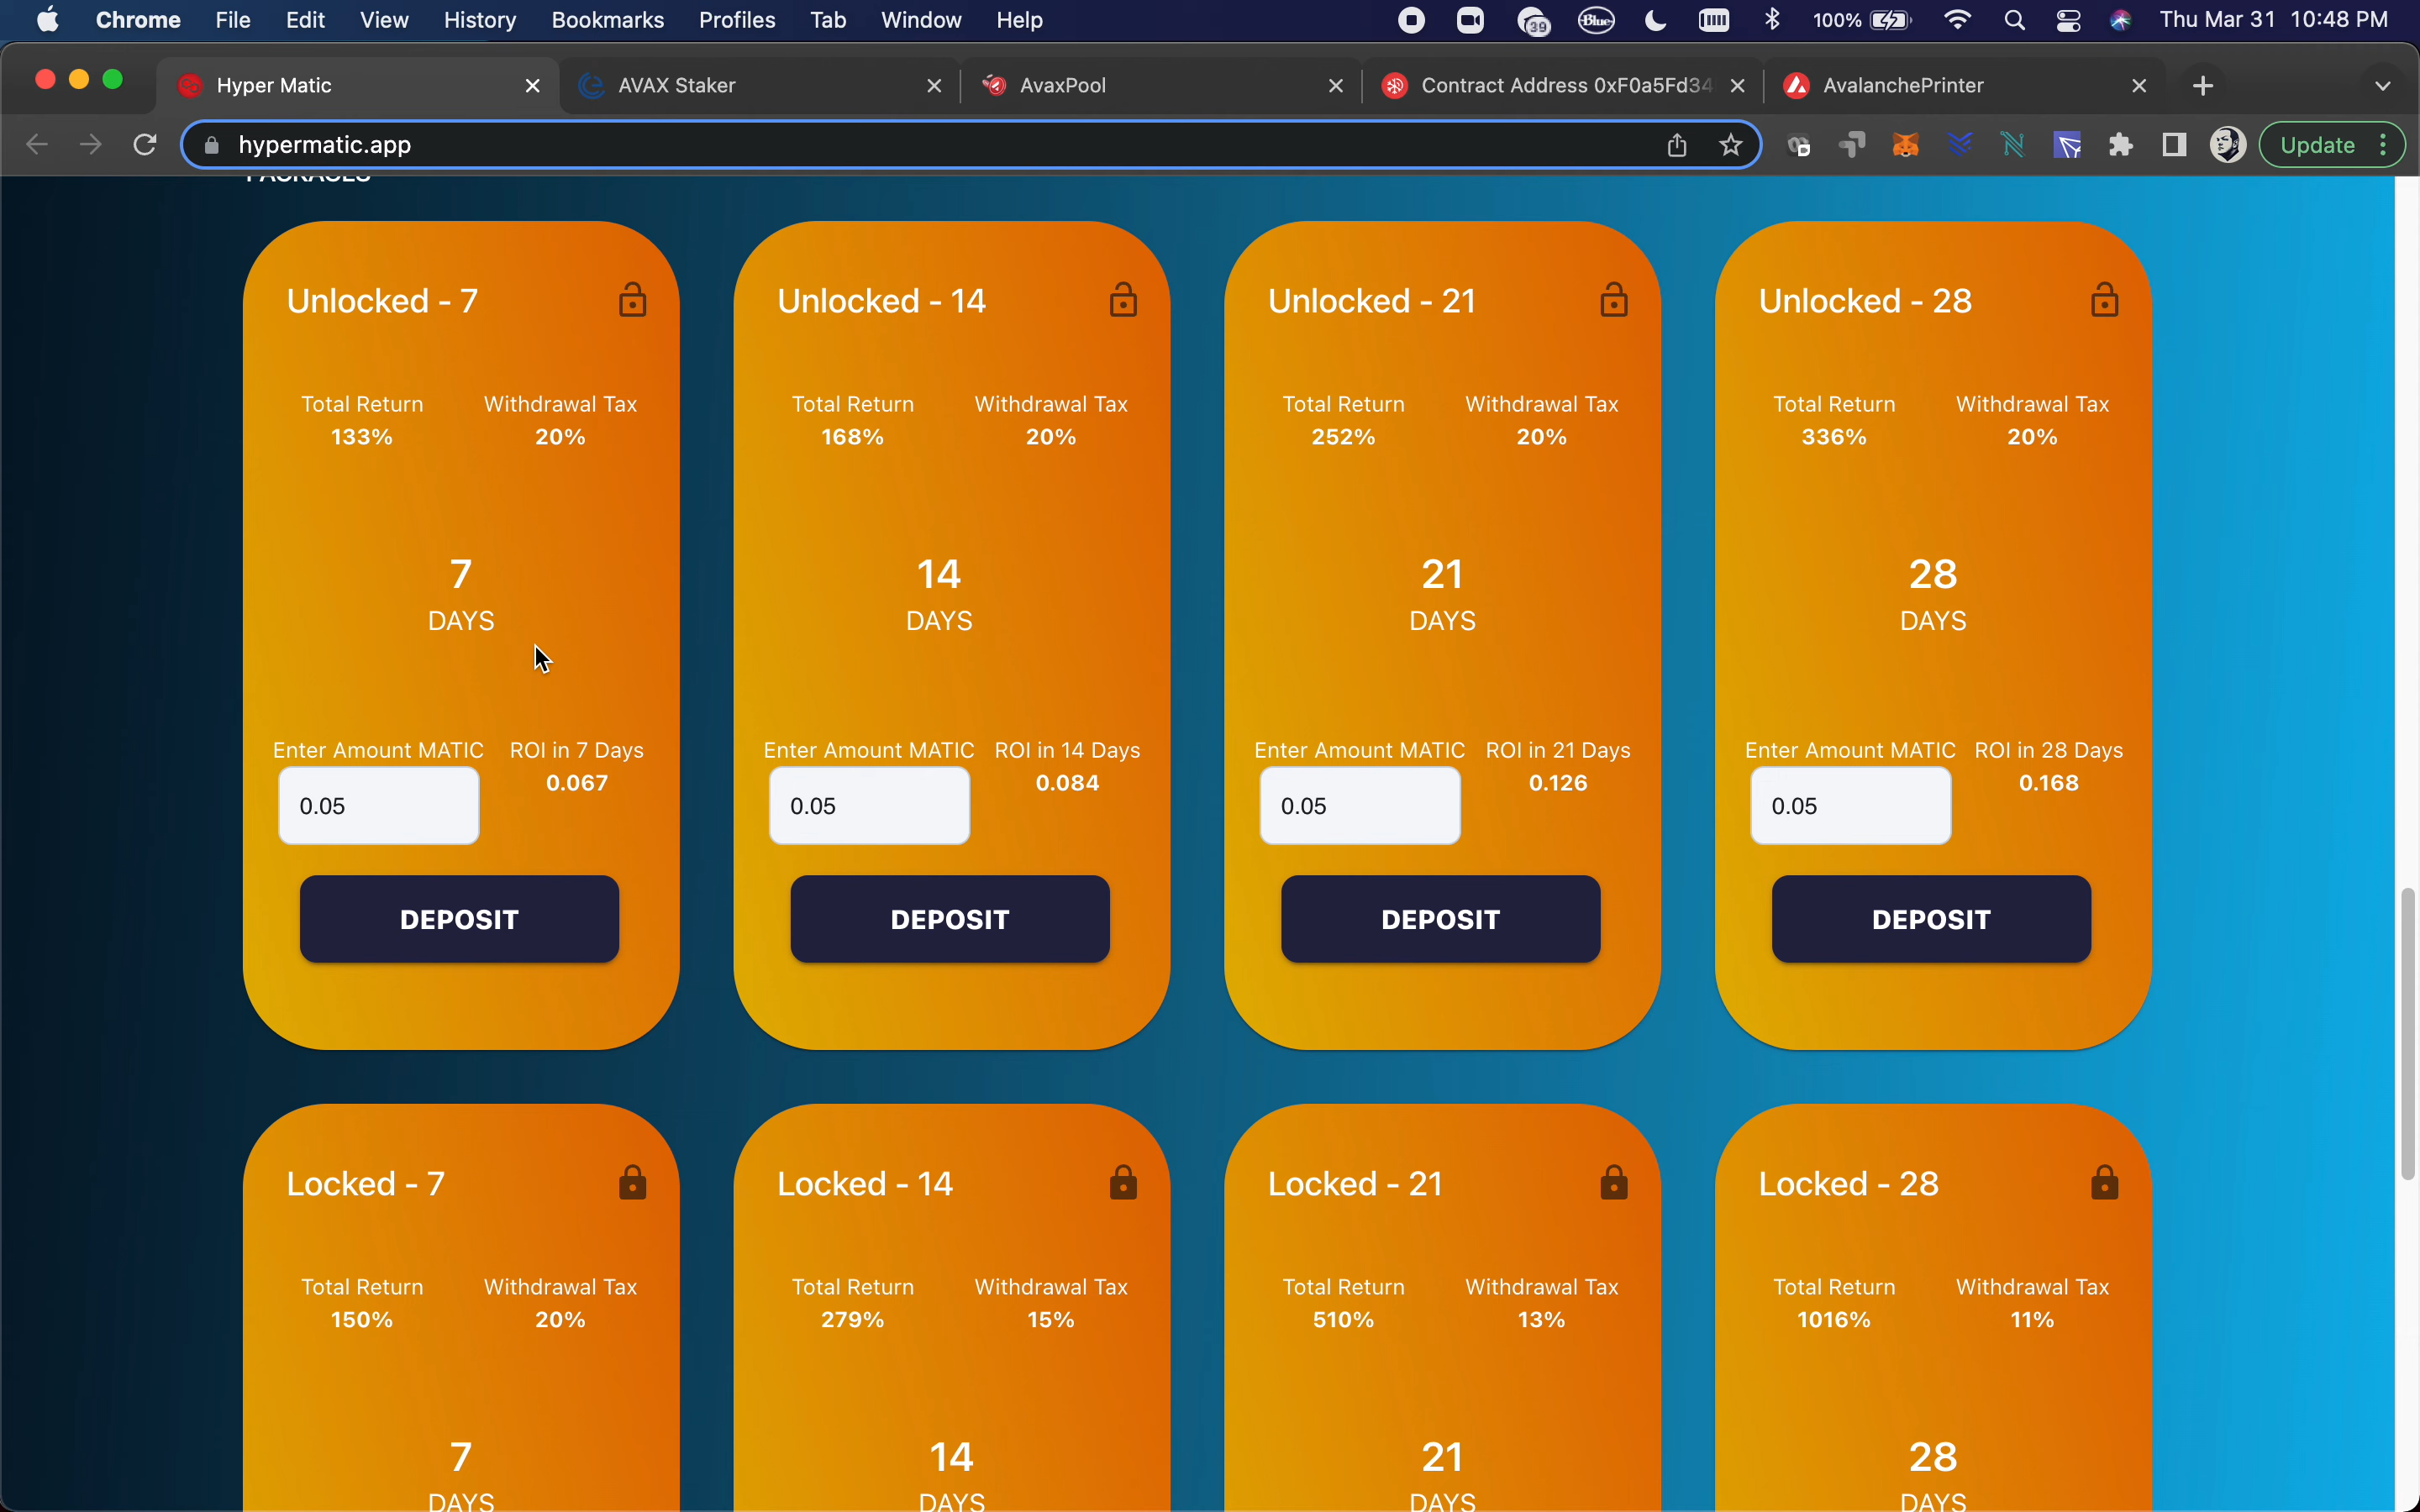 Chrome File Edit View History Bookmarks Profiles Tab Window Help 39 Blue 100% Thu Mar 31 10:48 PM
Hyper Matic AVAX Staker AvaxPool Contract Address 0xF0a5Fd34 AvalanchePrinter
hypermatic.app Update
PACKAGES
Unlocked - 7 Unlocked - 14 Unlocked - 21 Unlocked - 28
Total Return Withdrawal Tax Total Return Withdrawal Tax Total Return Withdrawal Tax Total Return Withdrawal Tax
133% 20% 168% 20% 252% 20% 336% 20%
7 14 21 28
DAYS DAYS DAYS DAYS
Enter Amount MATIC ROI in 7 Days Enter Amount MATIC ROI in 14 Days Enter Amount MATIC ROI in 21 Days Enter Amount MATIC ROI in 28 Days
0.05 0.067 0.05 0.084 0.05 0.126 0.05 0.168
DEPOSIT DEPOSIT DEPOSIT DEPOSIT
Locked - 7 Locked - 14 Locked - 21 Locked - 28
Total Return Withdrawal Tax Total Return Withdrawal Tax Total Return Withdrawal Tax Total Return Withdrawal Tax
150% 20% 279% 15% 510% 13% 1016% 11%
7 14 21 28
DAYS DAYS DAYS DAYS